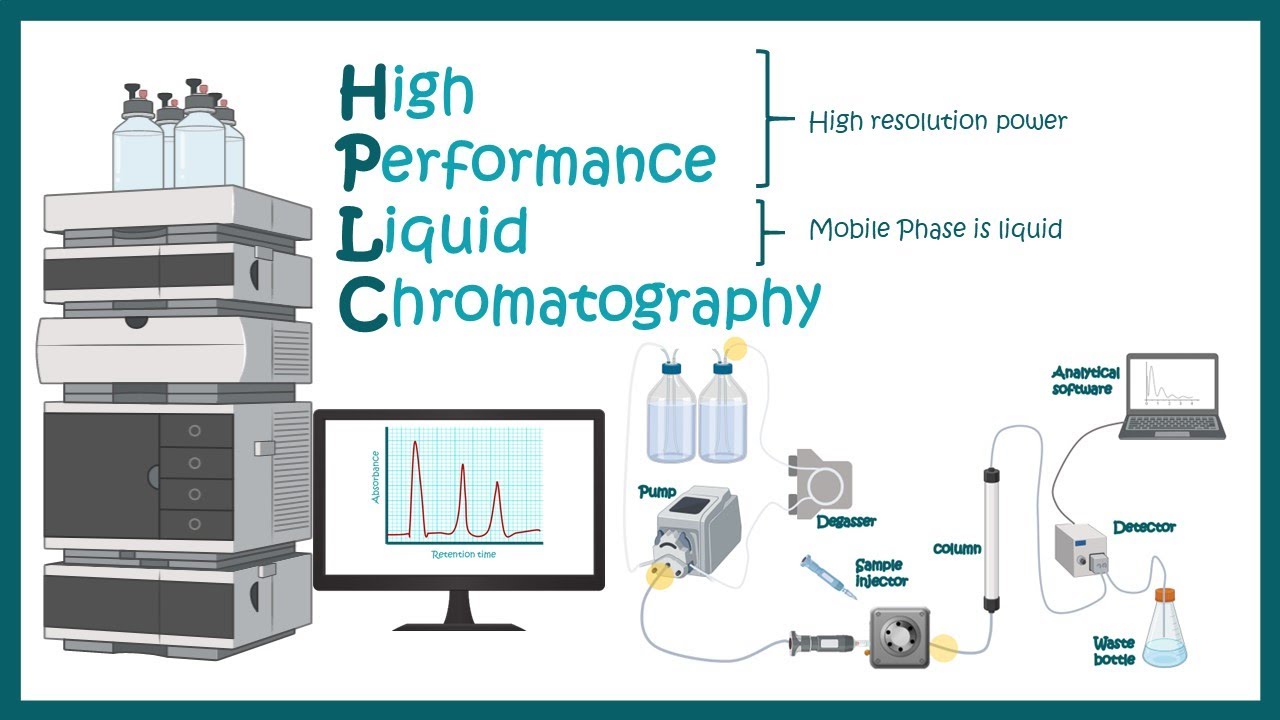 High
Performance
Liquid
Chromatography
High resolution power
Mobile Phase is liquid
Absorbance
Retention time
Pump
Degasser
Sample
injector
column
Analytical
software
Detector
Waste
bottle